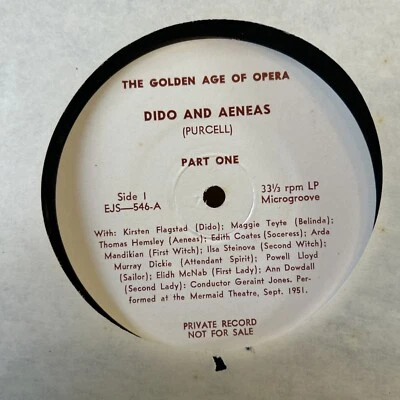 THE GOLDEN AGE OF OPERA
DIDO AND AENEAS
(PURCELL)
PART ONE
Side I
EJS—546-A
33⅓ rpm LP
Microgroove
With: Kirsten Flagstad (Dido); Maggie Teyte (Belinda);
Thomas Hemsley (Aeneas); Edith Coates (Soceress); Arda
Mandikian (First Witch); Ilsa Steinova (Second Witch);
Murray Dickie (Attendant Spirit); Powell Lloyd
(Sailor); Elidh McNab (First Lady); Ann Dowdall
(Second Lady); Conductor Geraint Jones. Per-
formed at the Mermaid Theatre, Sept. 1951.
PRIVATE RECORD
NOT FOR SALE